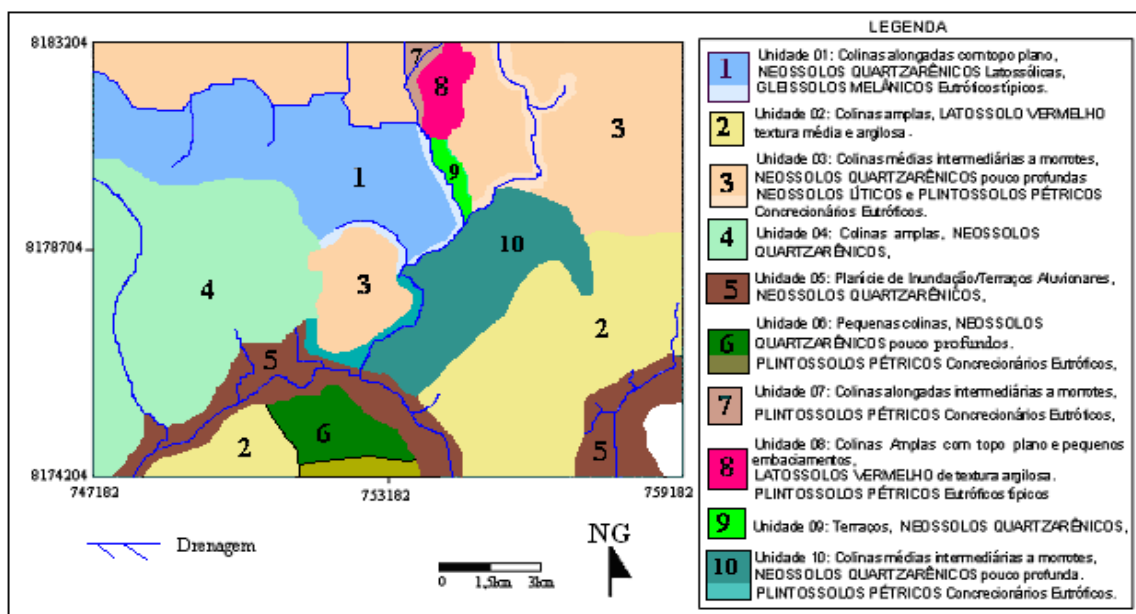 LEGENDA
8183204
8178704
8174204
747182
753182
759182
7
8
3
9
1
10
3
4
2
5
6
2
5
Drenagem
0 1,5km 3km
NG
1
Unidade 01: Colinas alongadas com topo plano,
NEOSSOLOS QUARTZARÊNICOS Latossólicas,
GLEISSOLOS MELÂNICOS Eutróficos típicos.
2
Unidade 02: Colinas amplas, LATOSSOLO VERMELHO
textura média e argilosa.
3
Unidade 03: Colinas médias intermediárias a morrotes,
NEOSSOLOS QUARTZARÊNICOS pouco profundas
NEOSSOLOS LÍTICOS e PLINTOSSOLOS PÉTRICOS
Concrecionários Eutróficos.
4
Unidade 04: Colinas amplas, NEOSSOLOS
QUARTZARÊNICOS,
5
Unidade 05: Planície de Inundação/Terraços Aluvionares,
NEOSSOLOS QUARTZARÊNICOS,
6
Unidade 06: Pequenas colinas, NEOSSOLOS
QUARTZARÊNICOS pouco profundos.
PLINTOSSOLOS PÉTRICOS Concrecionários Eutróficos,
7
Unidade 07: Colinas alongadas intermediárias a morrotes,
PLINTOSSOLOS PÉTRICOS Concrecionários Eutróficos,
8
Unidade 08: Colinas Amplas com topo plano e pequenos
embaciamentos,
LATOSSOLOS VERMELHO de textura argilosa.
PLINTOSSOLOS PÉTRICOS Eutróficos típicos
9
Unidade 09: Terraços, NEOSSOLOS QUARTZARÊNICOS,
10
Unidade 10: Colinas médias intermediárias a morrotes,
NEOSSOLOS QUARTZARÊNICOS pouco profunda.
PLINTOSSOLOS PÉTRICOS Concrecionários Eutróficos.